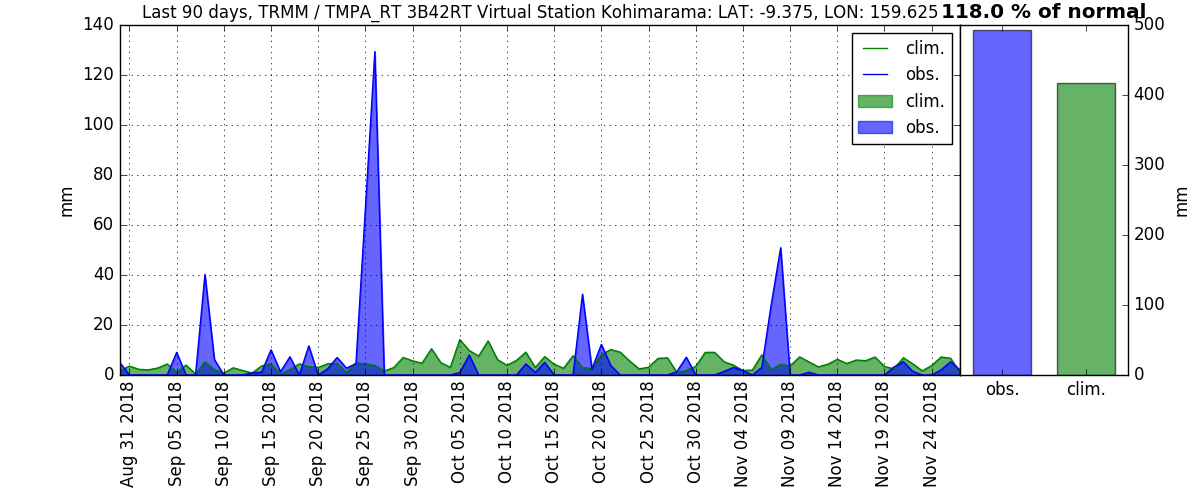 Last 90 days, TRMM / TMPA_RT 3B42RT Virtual Station Kohimarama: LAT: -9.375, LON: 159.625
118.0 % of normal
140
120
100
80
60
40
20
0
mm
clim.
obs.
clim.
obs.
500
400
300
200
100
0
mm
Aug 31 2018
Sep 05 2018
Sep 10 2018
Sep 15 2018
Sep 20 2018
Sep 25 2018
Sep 30 2018
Oct 05 2018
Oct 10 2018
Oct 15 2018
Oct 20 2018
Oct 25 2018
Oct 30 2018
Nov 04 2018
Nov 09 2018
Nov 14 2018
Nov 19 2018
Nov 24 2018
obs.
clim.